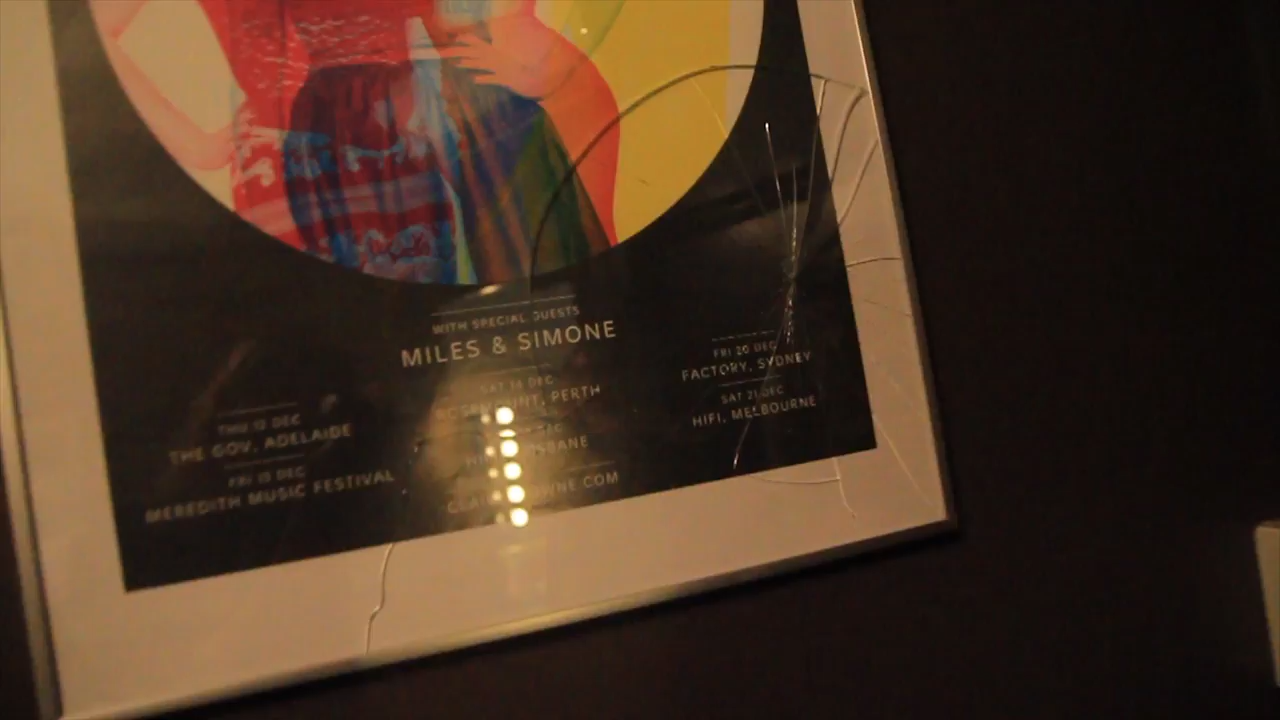 WITH SPECIAL GUESTS
MILES & SIMONE
THU 12 DEC
THE GOV, ADELAIDE
FRI 13 DEC
MEREDITH MUSIC FESTIVAL
SAT 14 DEC
PERTH
FRI 20 DEC
FACTORY, SYDNEY
SAT 21 DEC
HIFI, MELBOURNE